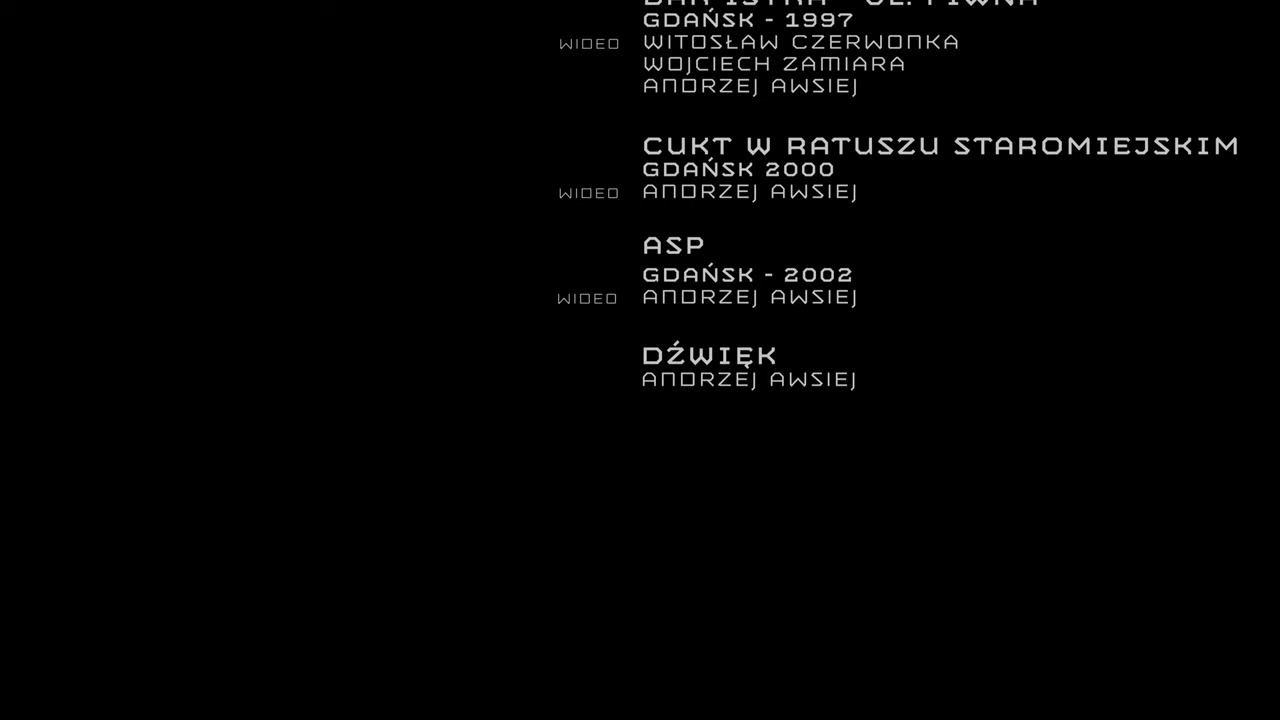 GDAŃSK - 1997
WIDEO WITOSŁAW CZERWONKA
WOJCIECH ZAMIARA
ANDRZEJ AWSIEJ
CUKT W RATUSZU STAROMIEJSKIM
GDAŃSK 2000
WIDEO ANDRZEJ AWSIEJ
ASP
GDAŃSK - 2002
WIDEO ANDRZEJ AWSIEJ
DŹWIĘK
ANDRZEJ AWSIEJ